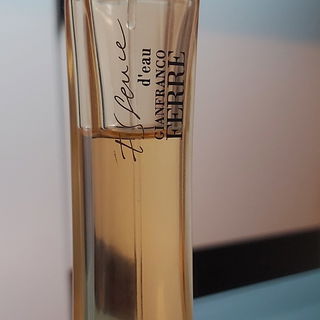 Essence
d'eau
GIANFRANCO
FERRE